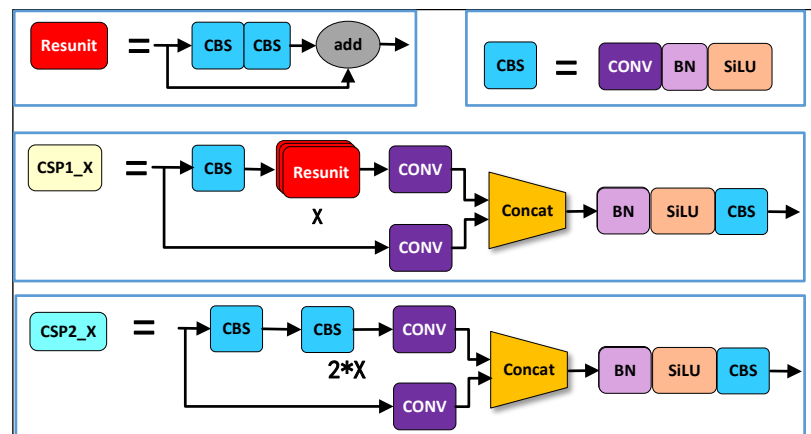 Resunit = CBS CBS add
CBS = CONV BN SiLU
CSP1_X = CBS Resunit CONV
X
Concat BN SiLU CBS
CONV
CSP2_X = CBS CBS CONV
2*X
Concat BN SiLU CBS
CONV